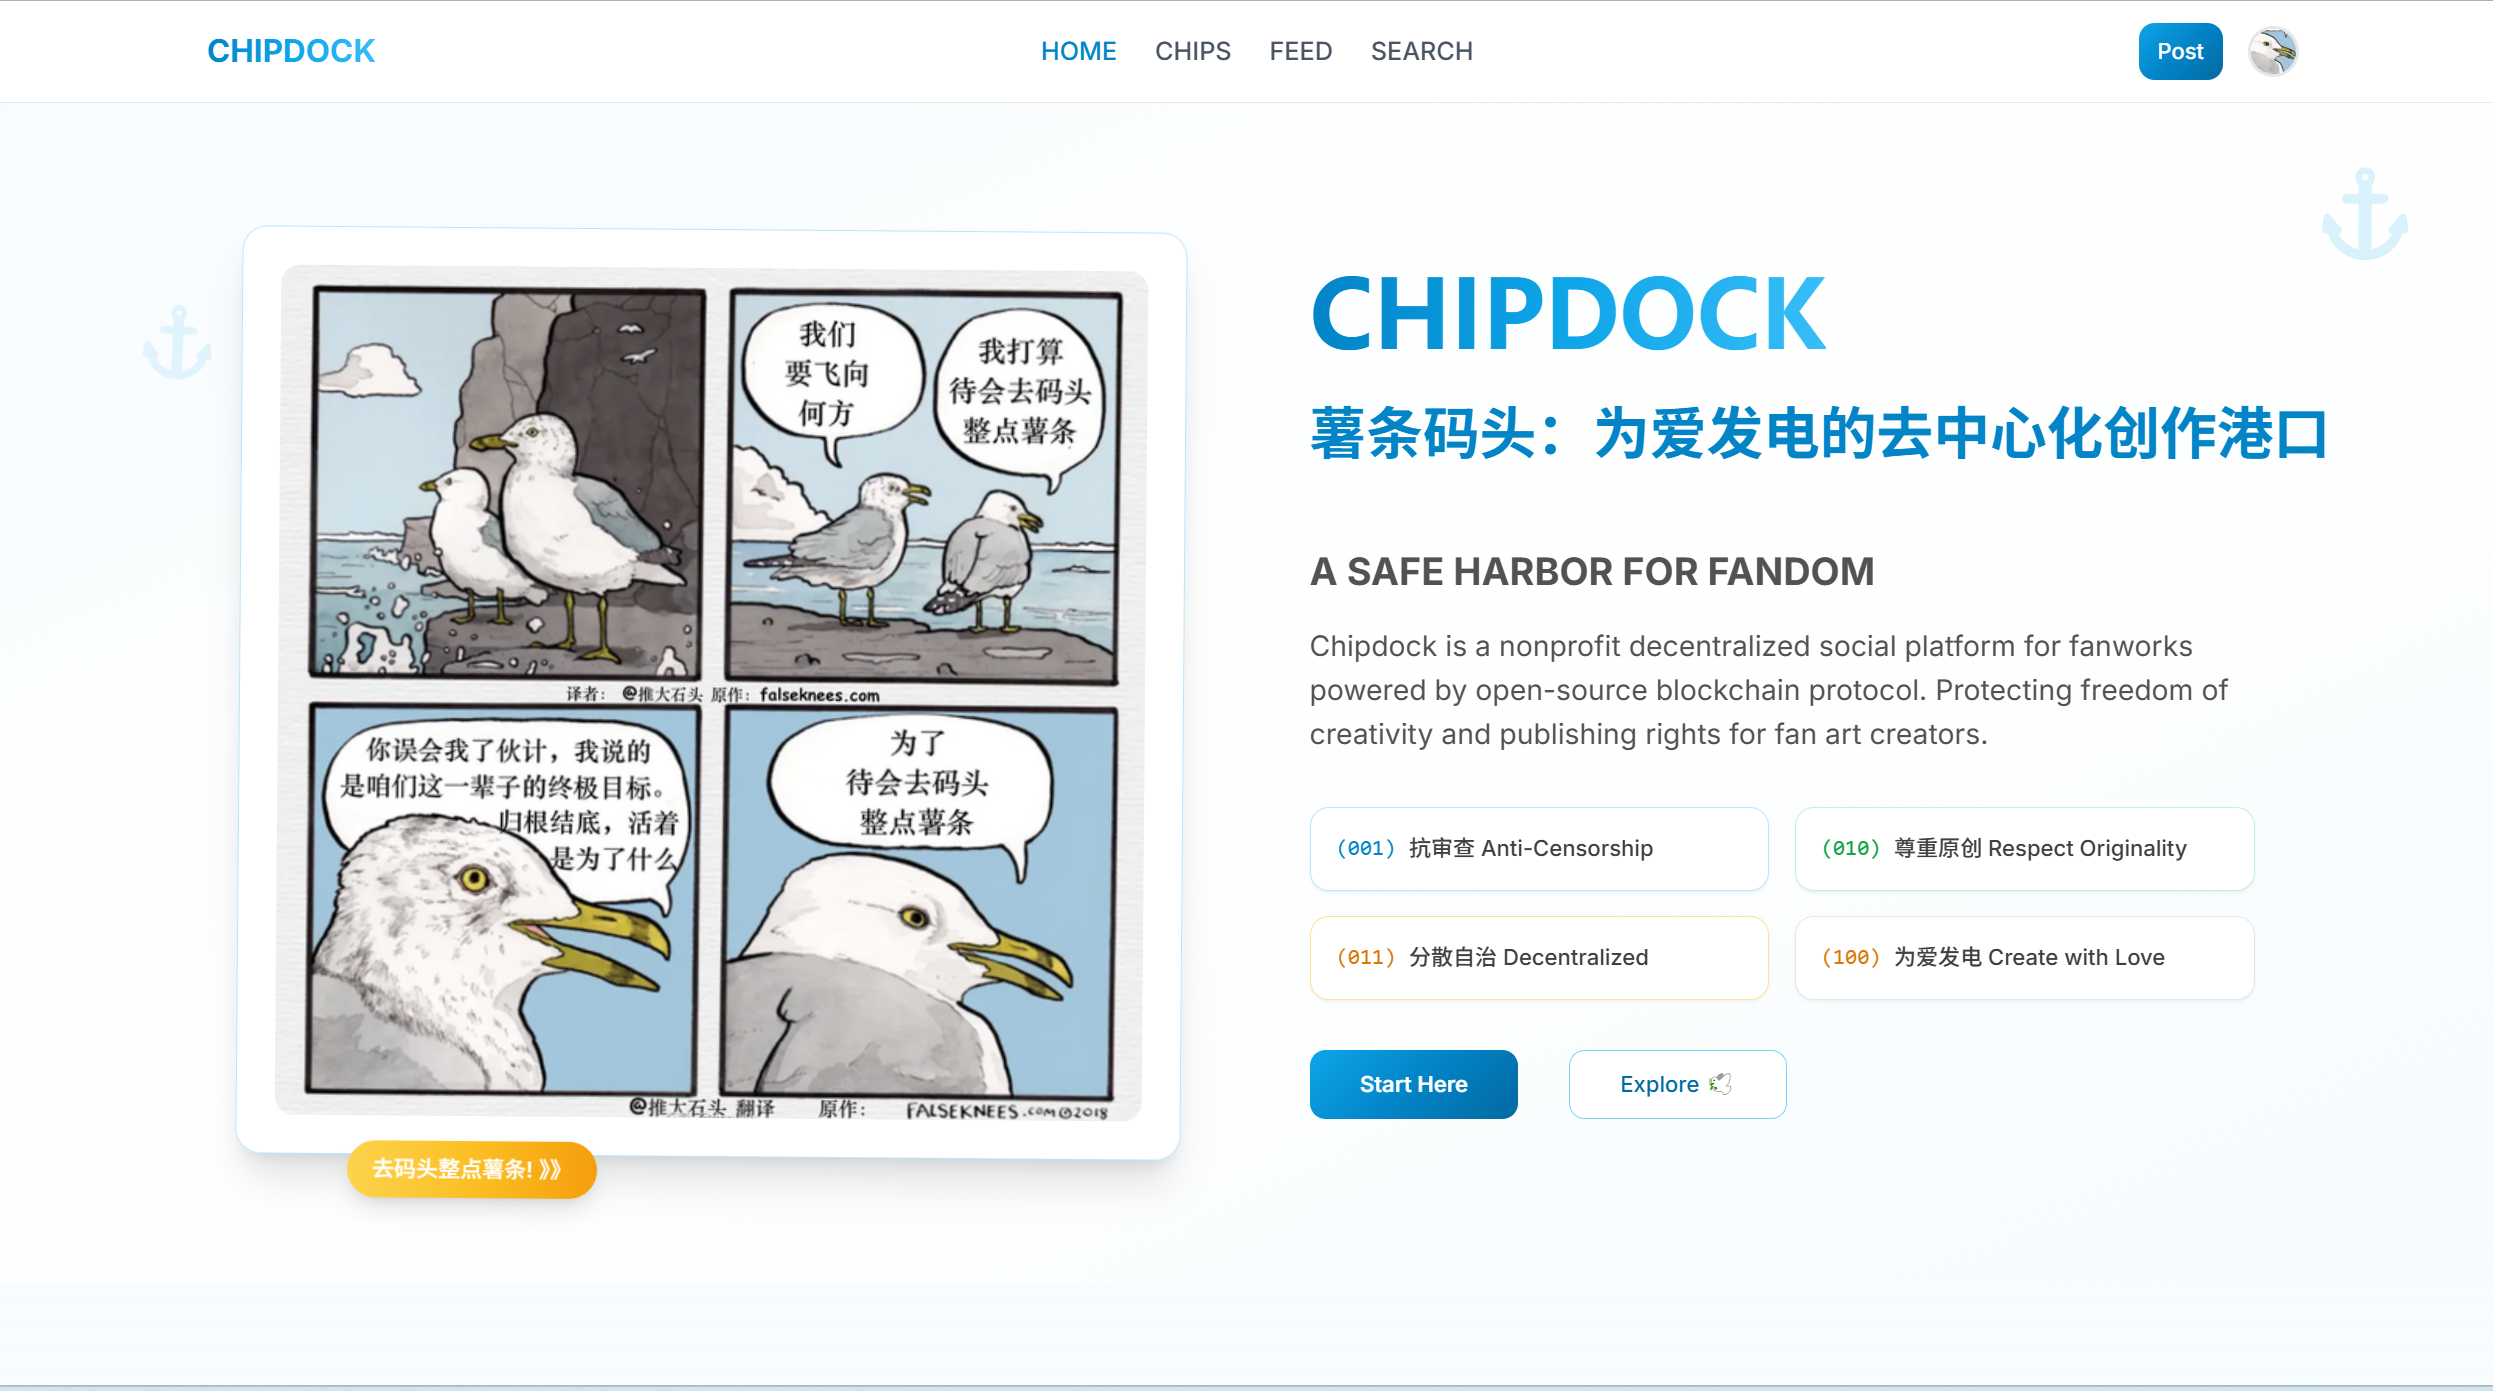 CHIPDOCK
HOME
CHIPS
FEED
SEARCH
Post
我们
要飞向
何方
我打算
待会去码头
整点薯条
译者： @推大石头 原作：falseknees.com
你误会我了伙计，我说的
是咱们这一辈子的终极目标。
归根结底，活着
是为了什么
为了
待会去码头
整点薯条
@推大石头 翻译 原作： FALSEKNEES.COM©2018
去码头整点薯条! 》》
CHIPDOCK
薯条码头：为爱发电的去中心化创作港口
A SAFE HARBOR FOR FANDOM
Chipdock is a nonprofit decentralized social platform for fanworks
powered by open-source blockchain protocol. Protecting freedom of
creativity and publishing rights for fan art creators.
(001) 抗审查 Anti-Censorship
(010) 尊重原创 Respect Originality
(011) 分散自治 Decentralized
(100) 为爱发电 Create with Love
Start Here
Explore